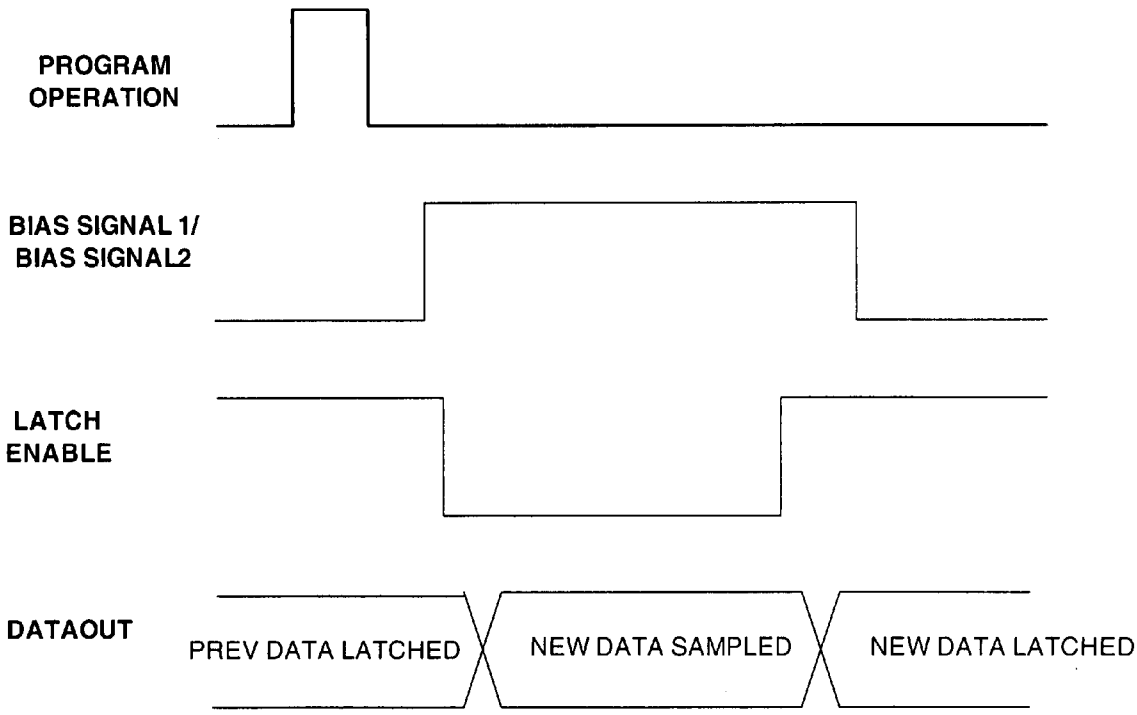 PROGRAM
OPERATION
BIAS SIGNAL 1/
BIAS SIGNAL2
LATCH
ENABLE
DATAOUT
PREV DATA LATCHED
NEW DATA SAMPLED
NEW DATA LATCHED